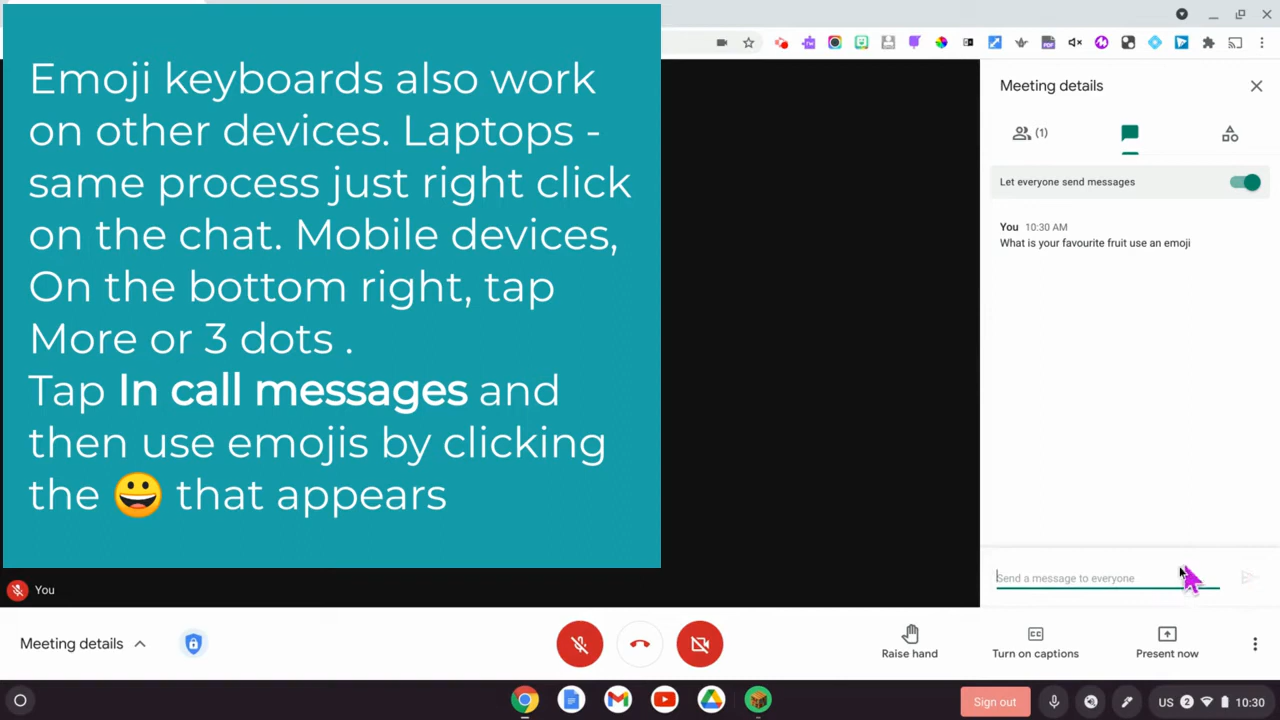 Emoji keyboards also work
on other devices. Laptops -
same process just right click
on the chat. Mobile devices,
On the bottom right, tap
More or 3 dots .
Tap In call messages and
then use emojis by clicking
the 😀 that appears
Meeting details
(1)
Let everyone send messages
You 10:30 AM
What is your favourite fruit use an emoji
Send a message to everyone
You
Meeting details
Raise hand
Turn on captions
Present now
Sign out
US 2 10:30